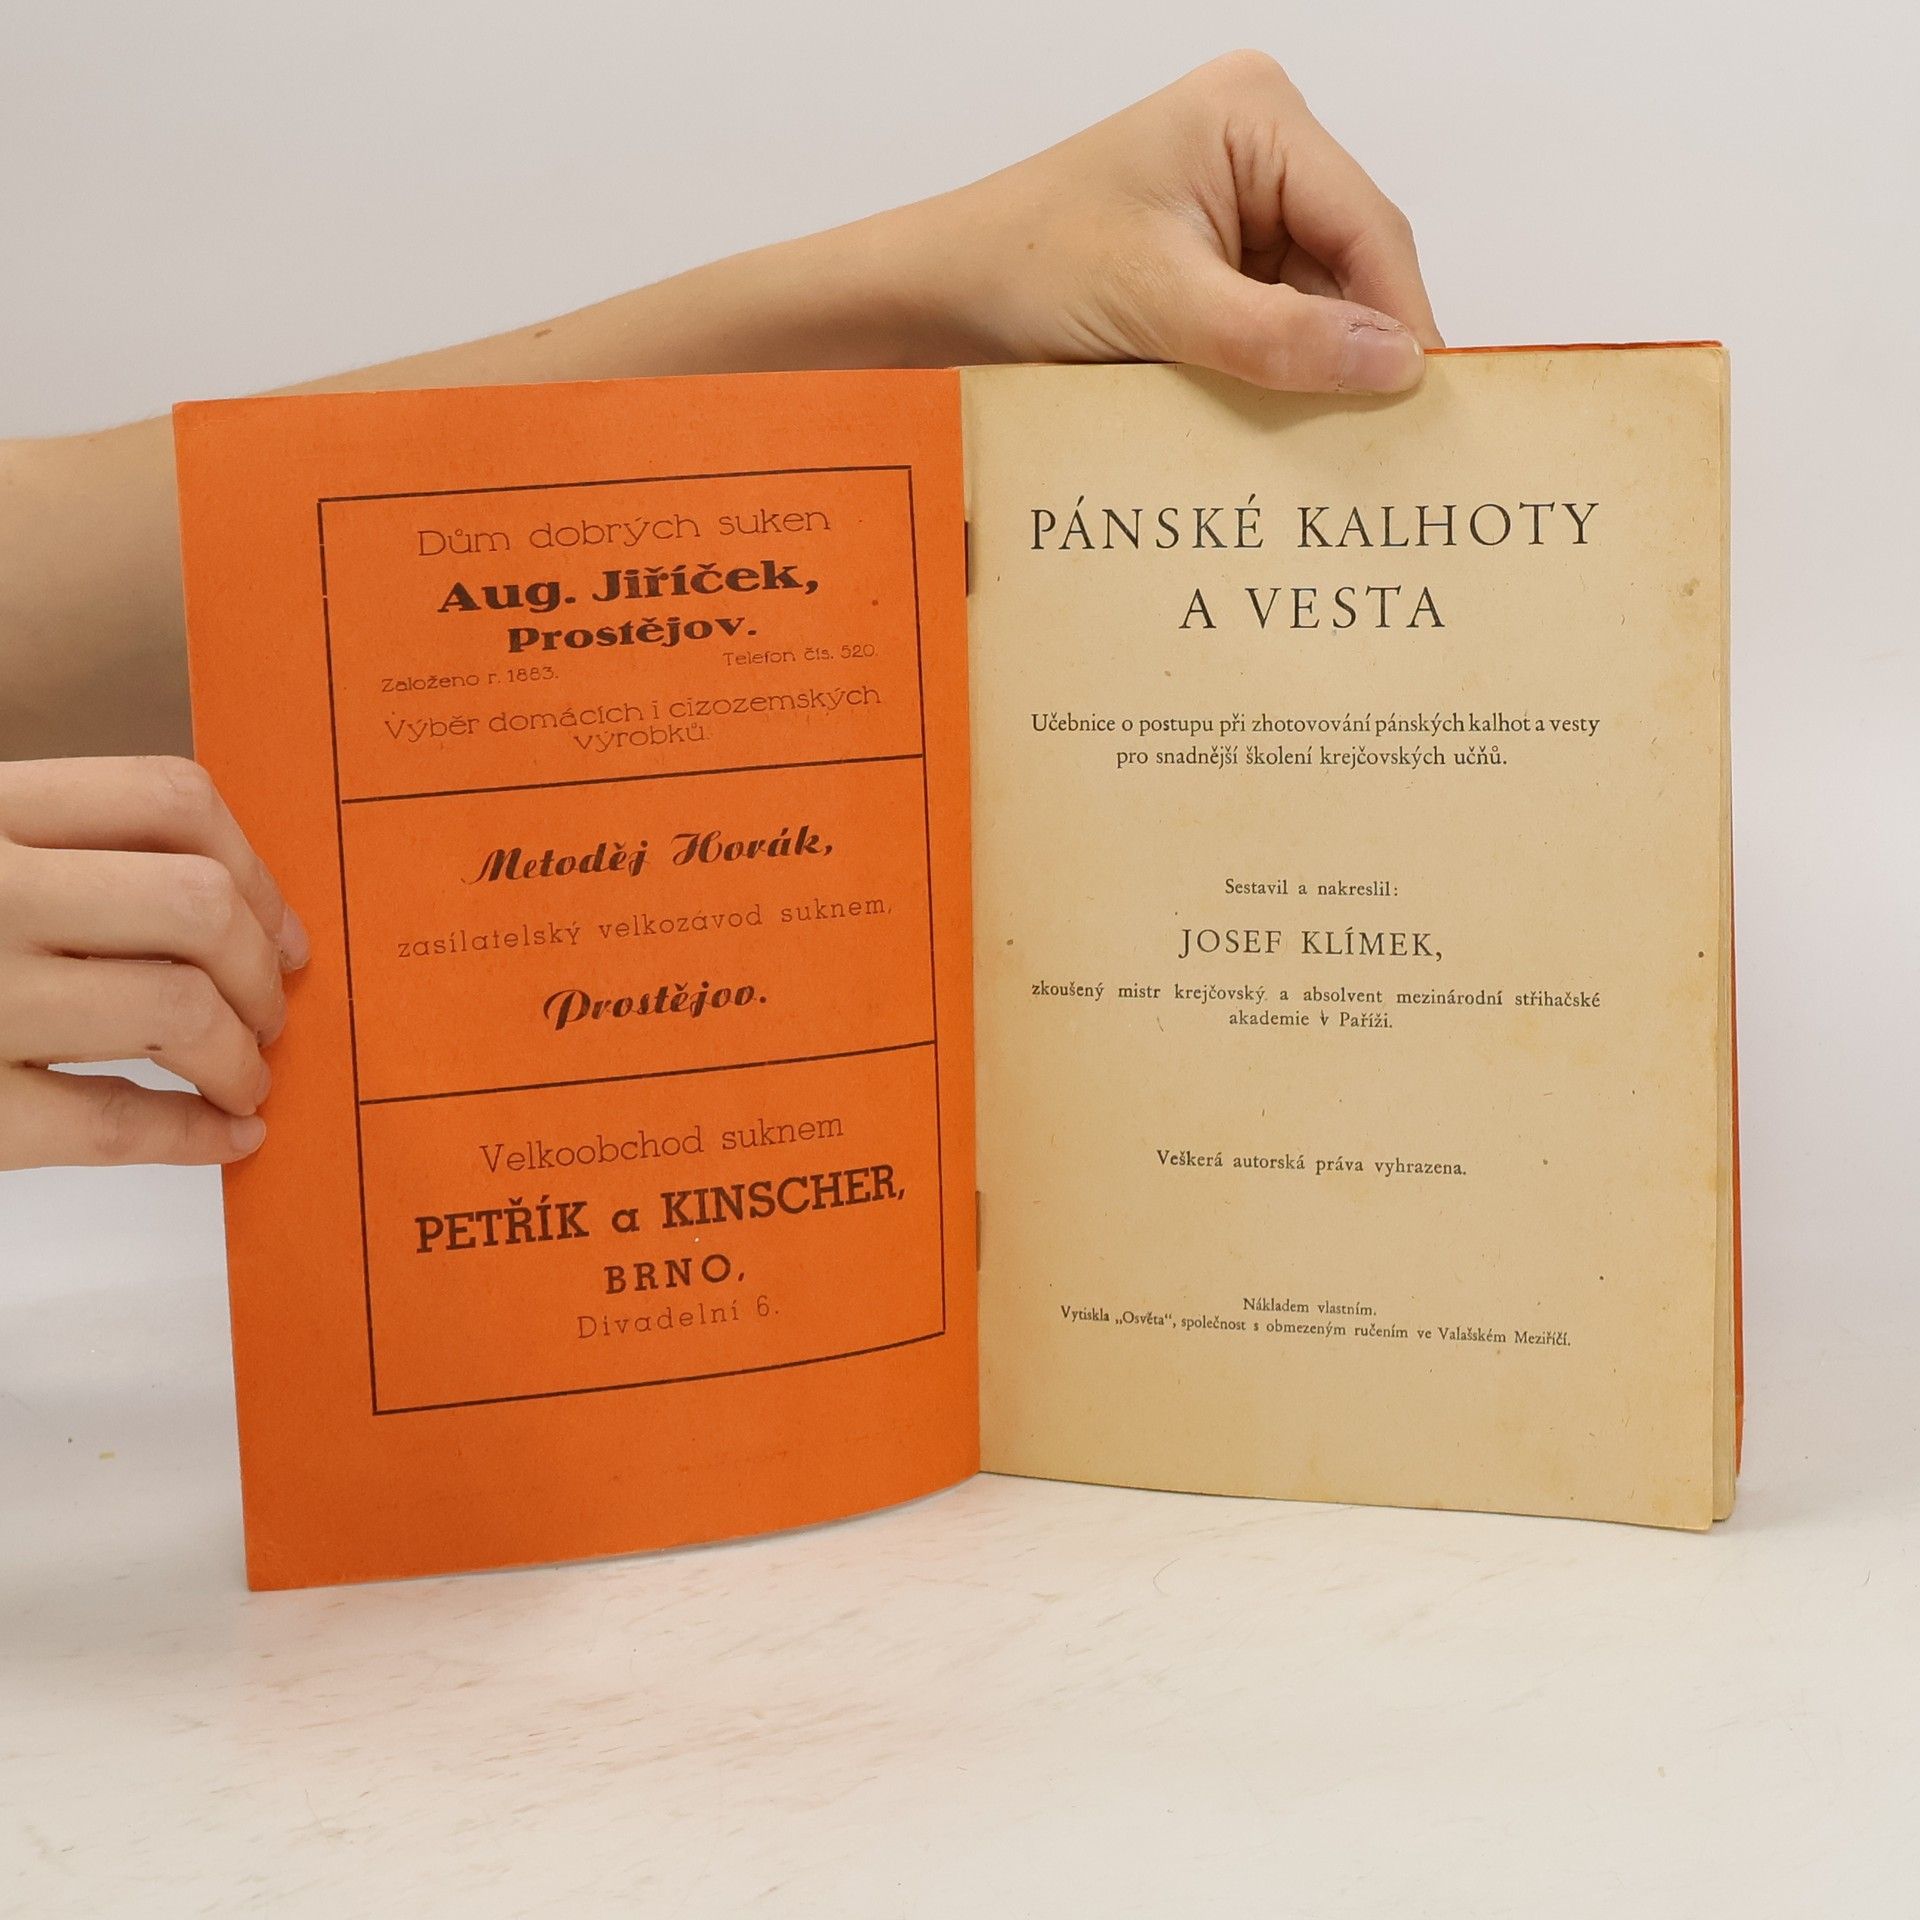 Dům dobrých suken
Aug. Jiříček,
Prostějov.
Založeno r. 1883.
Telefon čís. 520.
Výběr domácích i cizozemských
výrobků.
Metoděj Horák,
zasílatelský velkozávod suknem,
Prostějov.
Velkoobchod suknem
PETŘÍK a KINSCHER,
BRNO,
Divadelní 6.
PÁNSKÉ KALHOTY
A VESTA
Učebnice o postupu při zhotovování pánských kalhot a vesty
pro snadnější školení krejčovských učňů.
Sestavil a nakreslil:
JOSEF KLÍMEK,
zkoušený mistr krejčovský a absolvent mezinárodní střihačské
akademie v Paříži.
Veškerá autorská práva vyhrazena.
Nákladem vlastním.
Vytiskla „Osvěta“, společnost s obmezeným ručením ve Valašském Meziříčí.